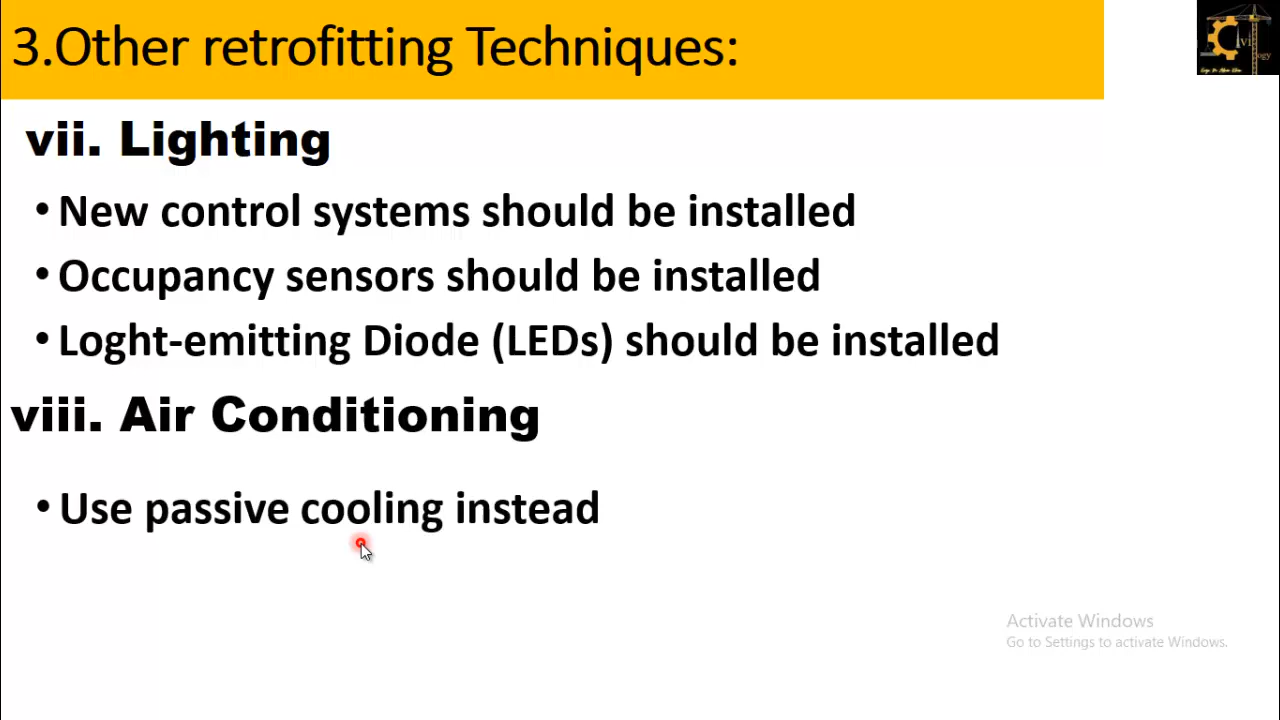 3.Other retrofitting Techniques:
vii. Lighting
• New control systems should be installed
• Occupancy sensors should be installed
• Loght-emitting Diode (LEDs) should be installed
viii. Air Conditioning
• Use passive cooling instead
Activate Windows
Go to Settings to activate Windows.